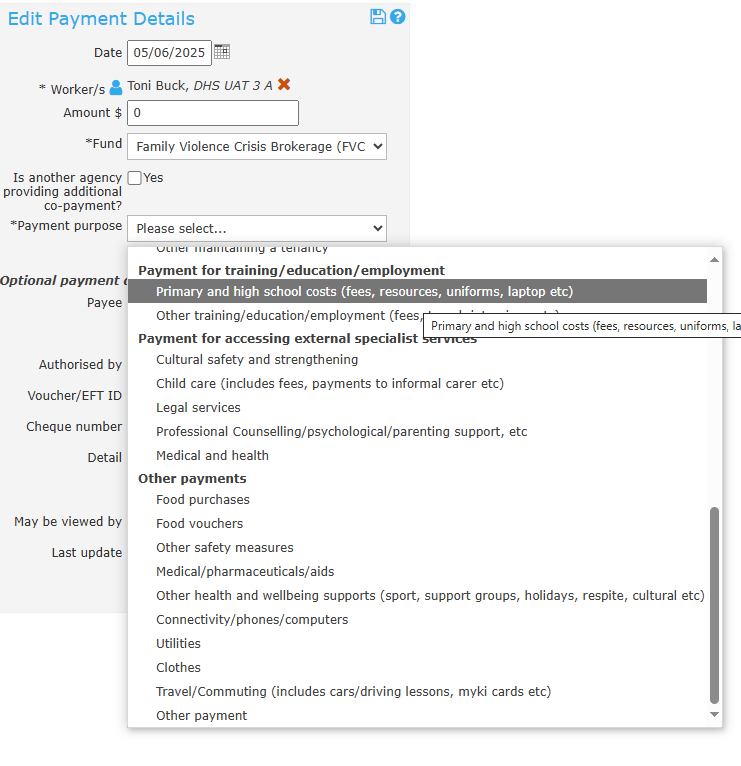 Edit Payment Details
Date 05/06/2025
* Worker/s Toni Buck, DHS UAT 3 A
Amount $ 0
*Fund Family Violence Crisis Brokerage (FVC
Is another agency
providing additional
co-payment? Yes
*Payment purpose Please select...
Other maintaining a tenancy
Payment for training/education/employment
Optional payment
Primary and high school costs (fees, resources, uniforms, laptop etc)
Payee
Other training/education/employment (fees,
Primary and high school costs (fees, resources, uniforms, la
Payment for accessing external specialist services
Cultural safety and strengthening
Authorised by
Child care (includes fees, payments to informal carer etc)
Voucher/EFT ID
Legal services
Cheque number
Professional Counselling/psychological/parenting support, etc
Detail
Medical and health
Other payments
Food purchases
May be viewed by
Food vouchers
Other safety measures
Last update
Medical/pharmaceuticals/aids
Other health and wellbeing supports (sport, support groups, holidays, respite, cultural etc)
Connectivity/phones/computers
Utilities
Clothes
Travel/Commuting (includes cars/driving lessons, myki cards etc)
Other payment